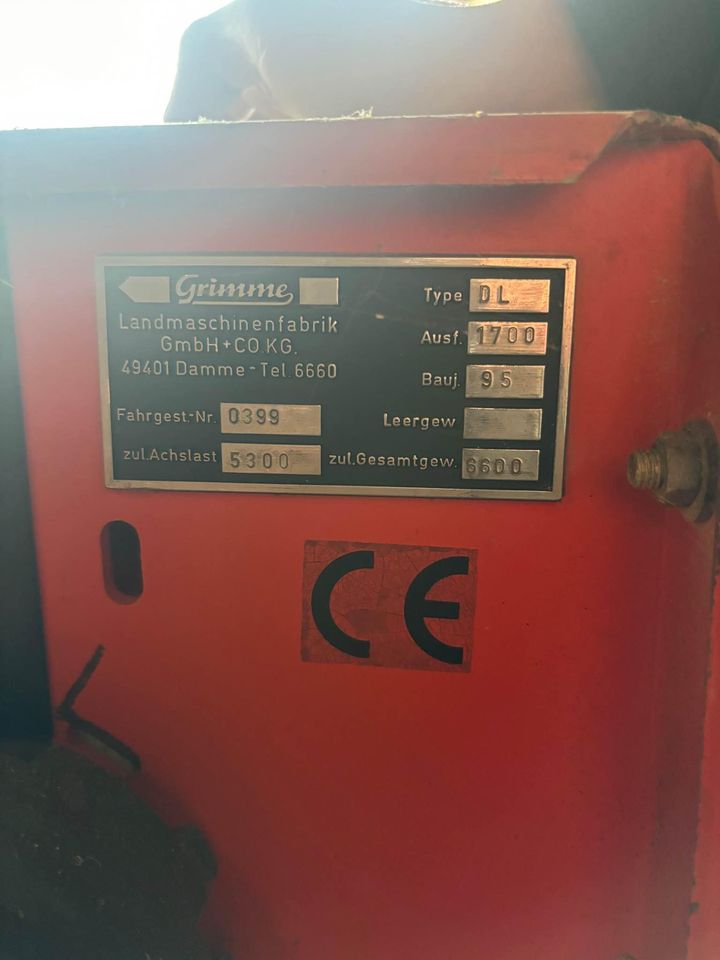 Grimme
Landmaschinenfabrik
GmbH+CO.KG.
49401 Damme - Tel. 6660
Fahrgest.-Nr. 0399
zul.Achslast 5300
Type DL
Ausf. 1700
Bauj. 95
Leergew
zul.Gesamtgew. 6600
CE